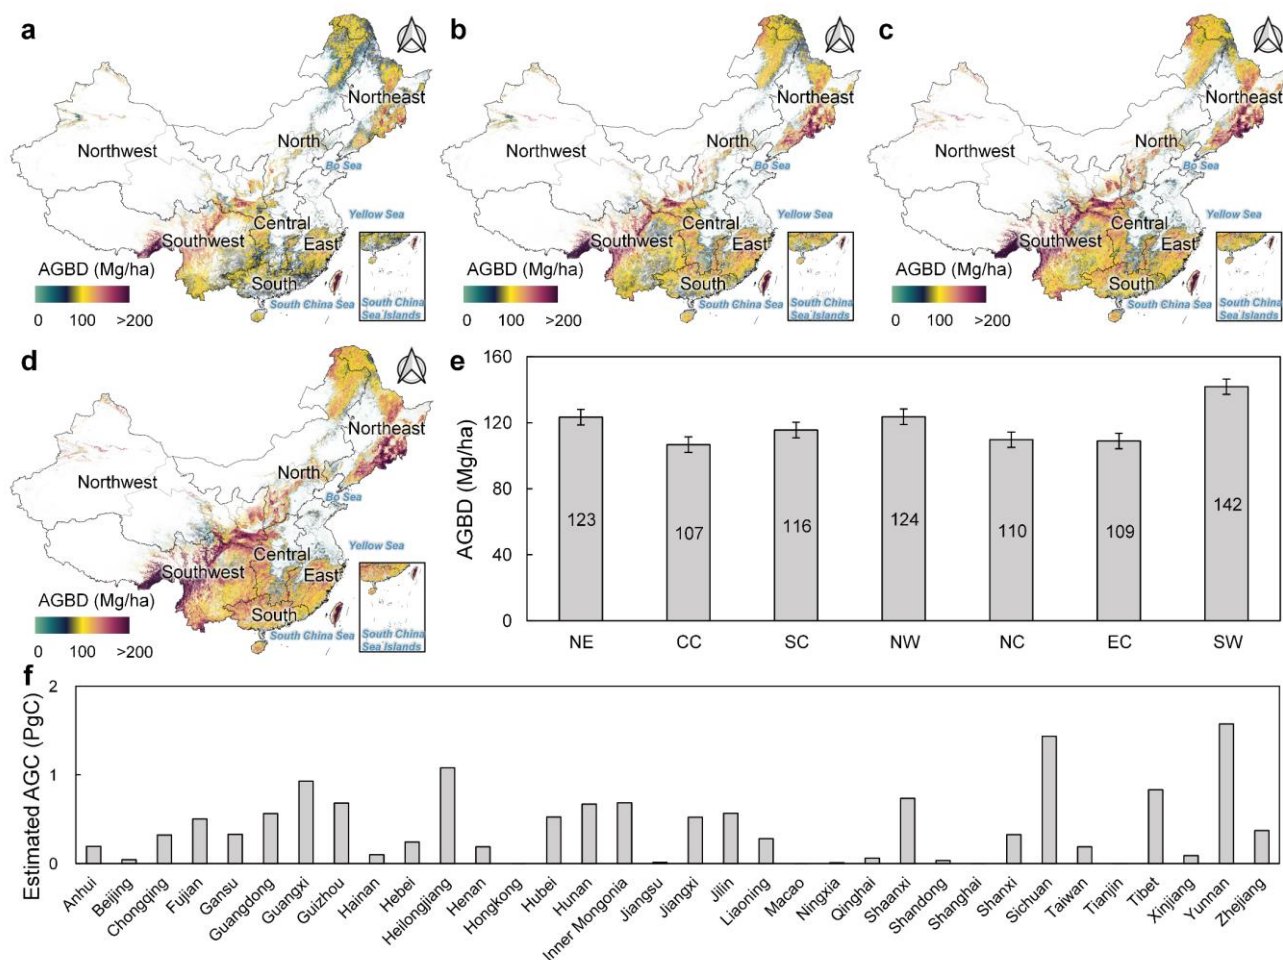 a
Northeast
North
Northwest
Bo Sea
Yellow Sea
Central
Southwest
East
South
AGBD (Mg/ha)
0 100 >200
South China Sea
South China
Sea Islands
b
Northeast
North
Northwest
Bo Sea
Yellow Sea
Central
Southwest
East
South
AGBD (Mg/ha)
0 100 >200
South China Sea
South China
Sea Islands
c
Northeast
North
Northwest
Bo Sea
Yellow Sea
Central
Southwest
East
South
AGBD (Mg/ha)
0 100 >200
South China Sea
South China
Sea Islands
d
Northeast
North
Northwest
Bo Sea
Yellow Sea
Central
Southwest
East
South
AGBD (Mg/ha)
0 100 >200
South China Sea
South China
Sea Islands
e
AGBD (Mg/ha)
160
120
80
40
0
123 107 116 124 110 109 142
NE CC SC NW NC EC SW
f
Estimated AGC (PgC)
2
1
0
Anhui
Beijing
Chongqing
Fujian
Gansu
Guangdong
Guangxi
Guizhou
Hainan
Hebei
Heilongjiang
Henan
Hongkong
Hubei
Hunan
Inner Mongonia
Jiangsu
Jiangxi
Jilin
Liaoning
Macao
Ningxia
Qinghai
Shaanxi
Shandong
Shanghai
Shanxi
Sichuan
Taiwan
Tianjin
Tibet
Xinjiang
Yunnan
Zhejiang